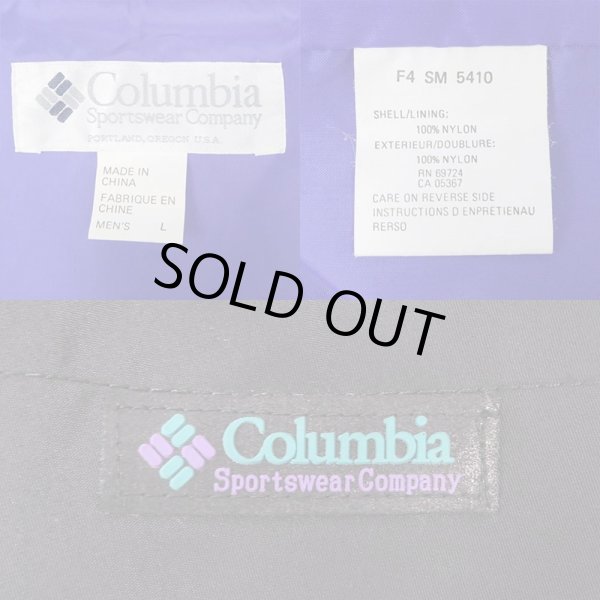 Columbia
Sportswear Company
PORTLAND, OREGON U.S.A.
MADE IN
CHINA
FABRIQUE EN
CHINE
MEN'S L
F4 SM 5410
SHELL/LINING:
100% NYLON
EXTERIEUR/DOUBLURE:
100% NYLON
RN 69724
CA 05367
CARE ON REVERSE SIDE
INSTRUCTIONS D ENPRETIENAU
RERSO
SOLD OUT
Columbia
Sportswear Company